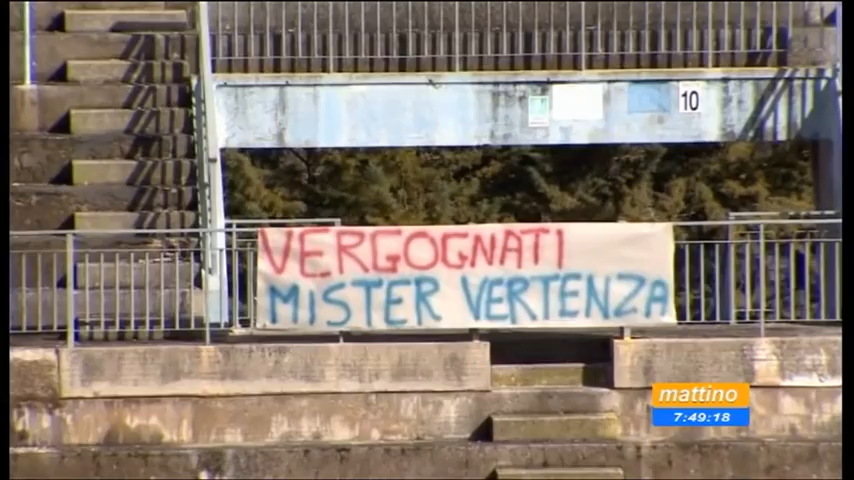 10
VERGOGNATI
MISTER VERTENZA
mattino
7:49:18